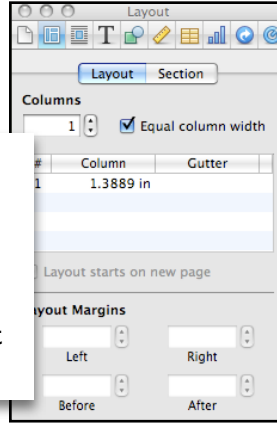 Layout
T
Layout Section
Columns
1 Equal column width
# Column Gutter
1 1.3889 in
Layout starts on new page
Layout Margins
Left Right
Before After